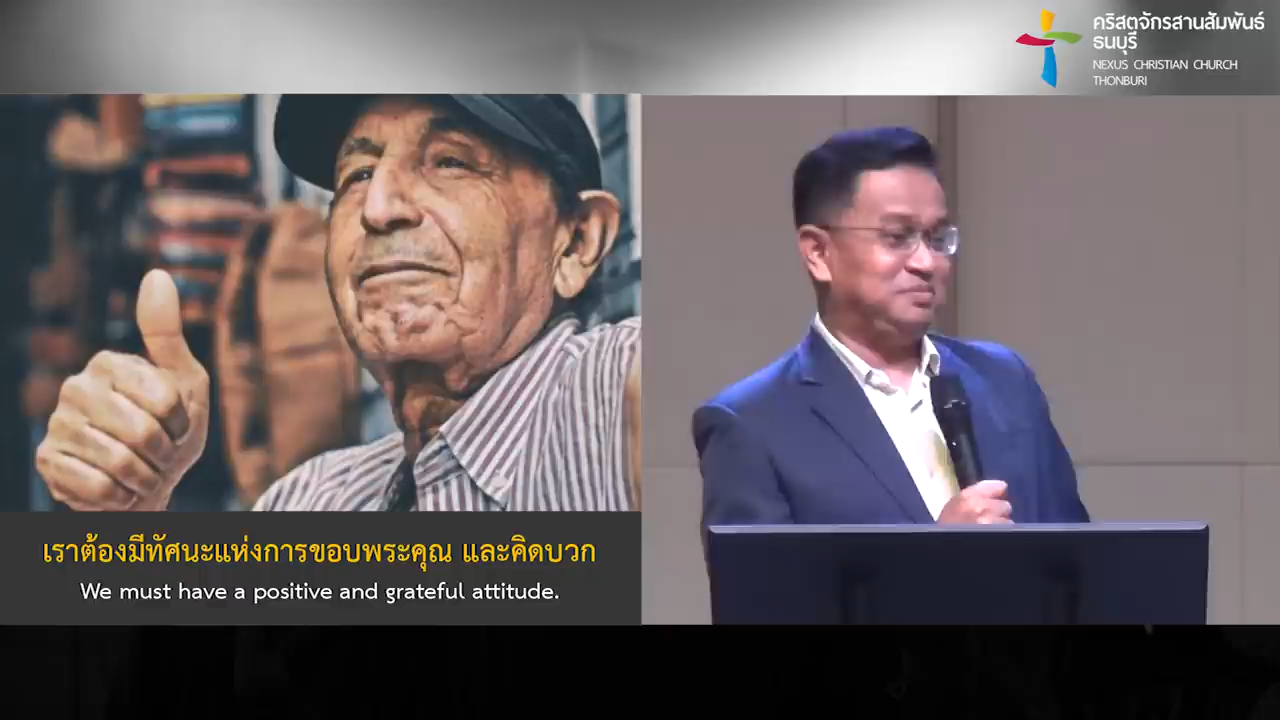 คริสตจักรสานสัมพันธ์
ธนบุรี
NEXUS CHRISTIAN CHURCH
THONBURI
เราต้องมีทัศนะแห่งการขอบพระคุณ และคิดบวก
We must have a positive and grateful attitude.